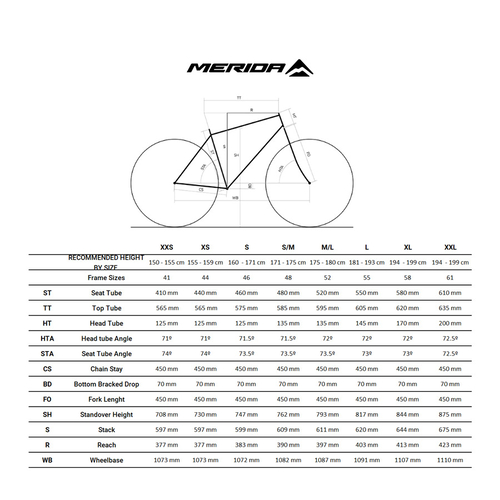 MERIDA
TT
R
HT
ST
S
SH
FO
HTA
STA
BD
CS
WB
XXS XS S S/M M/L L XL XXL
RECOMMENDED HEIGHT BY SIZE 150 - 155 cm 155 - 159 cm 160 - 171 cm 171 - 175 cm 175 - 180 cm 181 - 193 cm 194 - 199 cm 194 - 199 cm
Frame Sizes 41 44 46 48 52 55 58 61
ST Seat Tube 410 mm 440 mm 460 mm 480 mm 520 mm 550 mm 580 mm 610 mm
TT Top Tube 565 mm 565 mm 575 mm 585 mm 595 mm 605 mm 620 mm 635 mm
HT Head Tube 125 mm 125 mm 125 mm 135 mm 135 mm 145 mm 170 mm 200 mm
HTA Head tube Angle 71º 71º 71.5º 71.5º 72º 72º 72º 72.5º
STA Seat Tube Angle 74º 74º 73.5º 73.5º 73.5º 73º 73º 72.5º
CS Chain Stay 450 mm 450 mm 450 mm 450 mm 450 mm 450 mm 450 mm 450 mm
BD Bottom Bracked Drop 70 mm 70 mm 70 mm 70 mm 70 mm 70 mm 70 mm 70 mm
FO Fork Lenght 450 mm 450 mm 450 mm 450 mm 450 mm 450 mm 450 mm 450 mm
SH Standover Height 708 mm 730 mm 747 mm 762 mm 793 mm 817 mm 844 mm 875 mm
S Stack 597 mm 597 mm 599 mm 609 mm 611 mm 620 mm 644 mm 675 mm
R Reach 377 mm 377 mm 383 mm 390 mm 397 mm 403 mm 413 mm 423 mm
WB Wheelbase 1073 mm 1073 mm 1072 mm 1082 mm 1087 mm 1091 mm 1107 mm 1110 mm